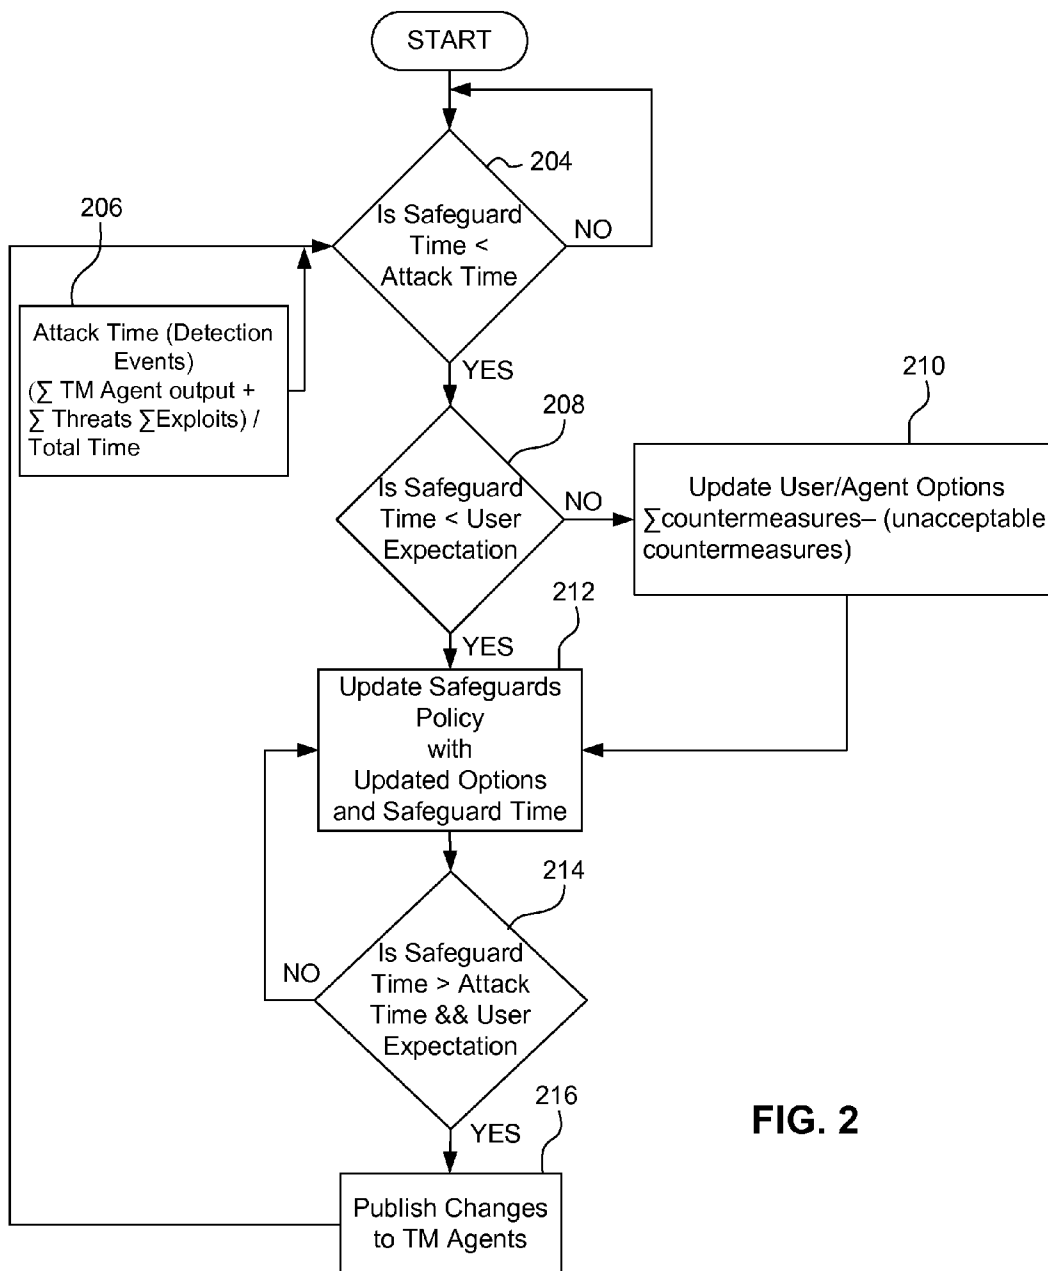 START
204
Is Safeguard
Time <
Attack Time
NO
206
Attack Time (Detection
Events)
(∑ TM Agent output +
∑ Threats ∑Exploits) /
Total Time
YES
208
Is Safeguard
Time < User
Expectation
NO
210
Update User/Agent Options
∑countermeasures– (unacceptable
countermeasures)
YES
212
Update Safeguards
Policy
with
Updated Options
and Safeguard Time
214
Is Safeguard
Time > Attack
Time && User
Expectation
NO
YES
216
Publish Changes
to TM Agents
FIG. 2